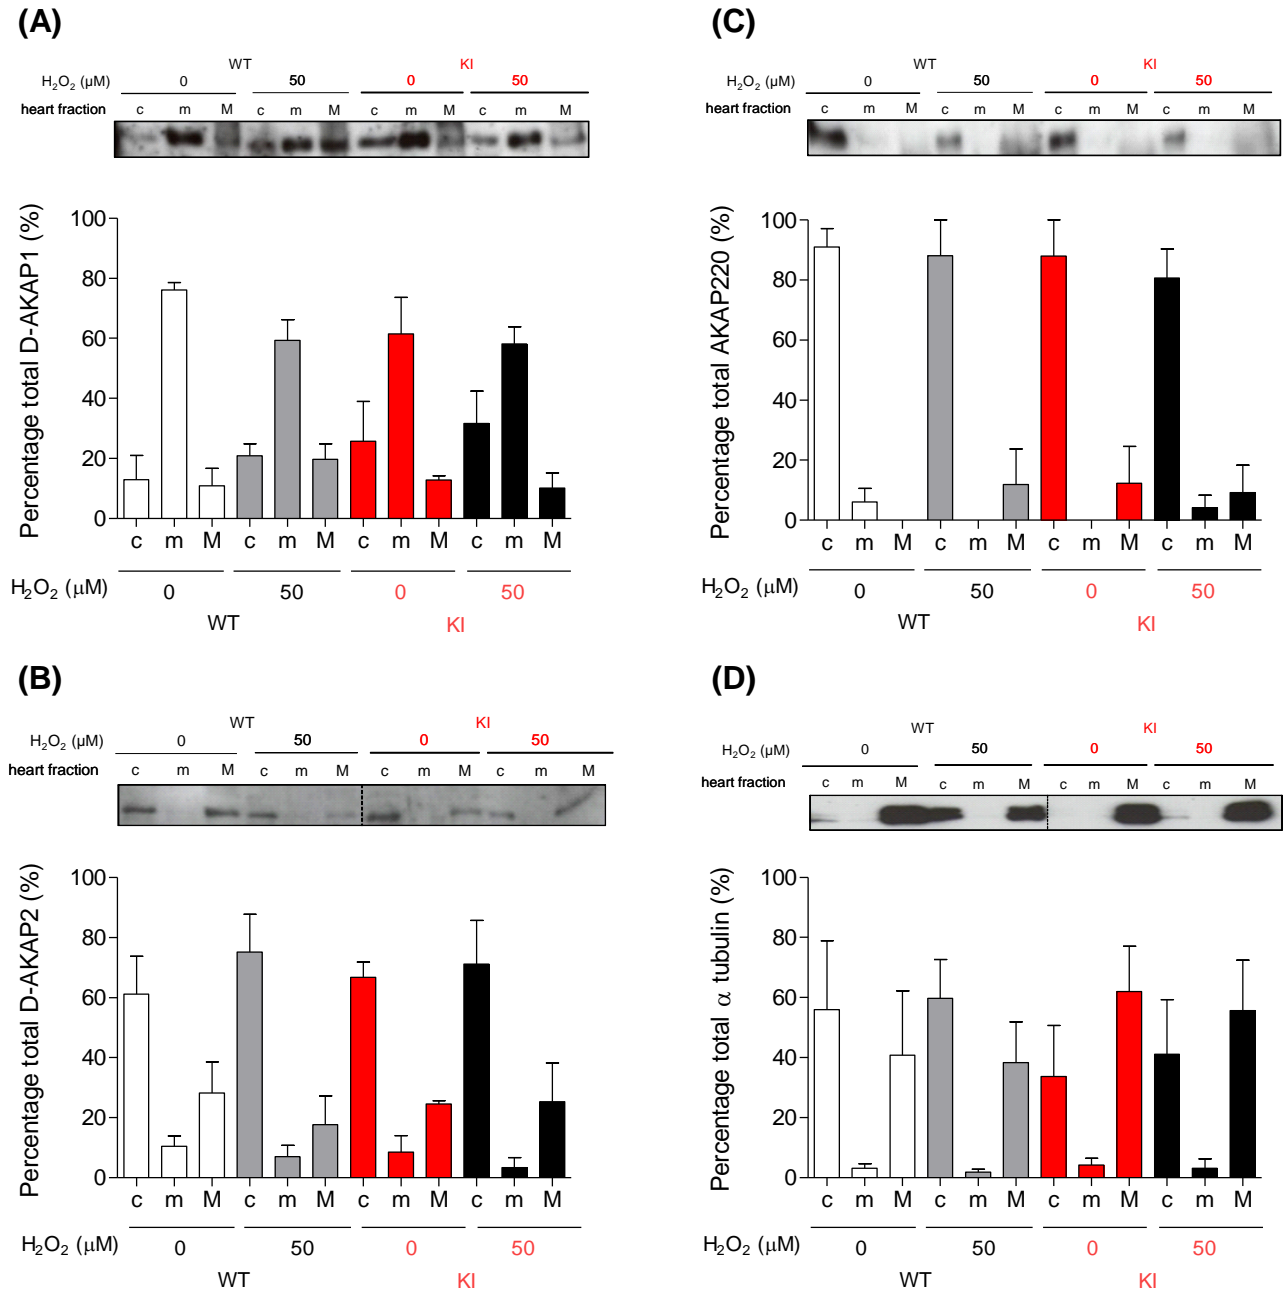 (A)
WT KI
H₂O₂ (μM) 0 50 0 50
heart fraction c m M c m M c m M c m M
Percentage total D-AKAP1 (%)
100
80
60
40
20
0
c m M c m M c m M c m M
H₂O₂ (μM) 0 50 0 50
WT KI
(C)
WT KI
H₂O₂ (μM) 0 50 0 50
heart fraction c m M c m M c m M c m M
Percentage total AKAP220 (%)
100
80
60
40
20
0
c m M c m M c m M c m M
H₂O₂ (μM) 0 50 0 50
WT KI
(B)
WT KI
H₂O₂ (μM) 0 50 0 50
heart fraction c m M c m M c m M c m M
Percentage total D-AKAP2 (%)
100
80
60
40
20
0
c m M c m M c m M c m M
H₂O₂ (μM) 0 50 0 50
WT KI
(D)
WT KI
H₂O₂ (μM) 0 50 0 50
heart fraction c m M c m M c m M c m M
Percentage total α tubulin (%)
100
80
60
40
20
0
c m M c m M c m M c m M
H₂O₂ (μM) 0 50 0 50
WT KI